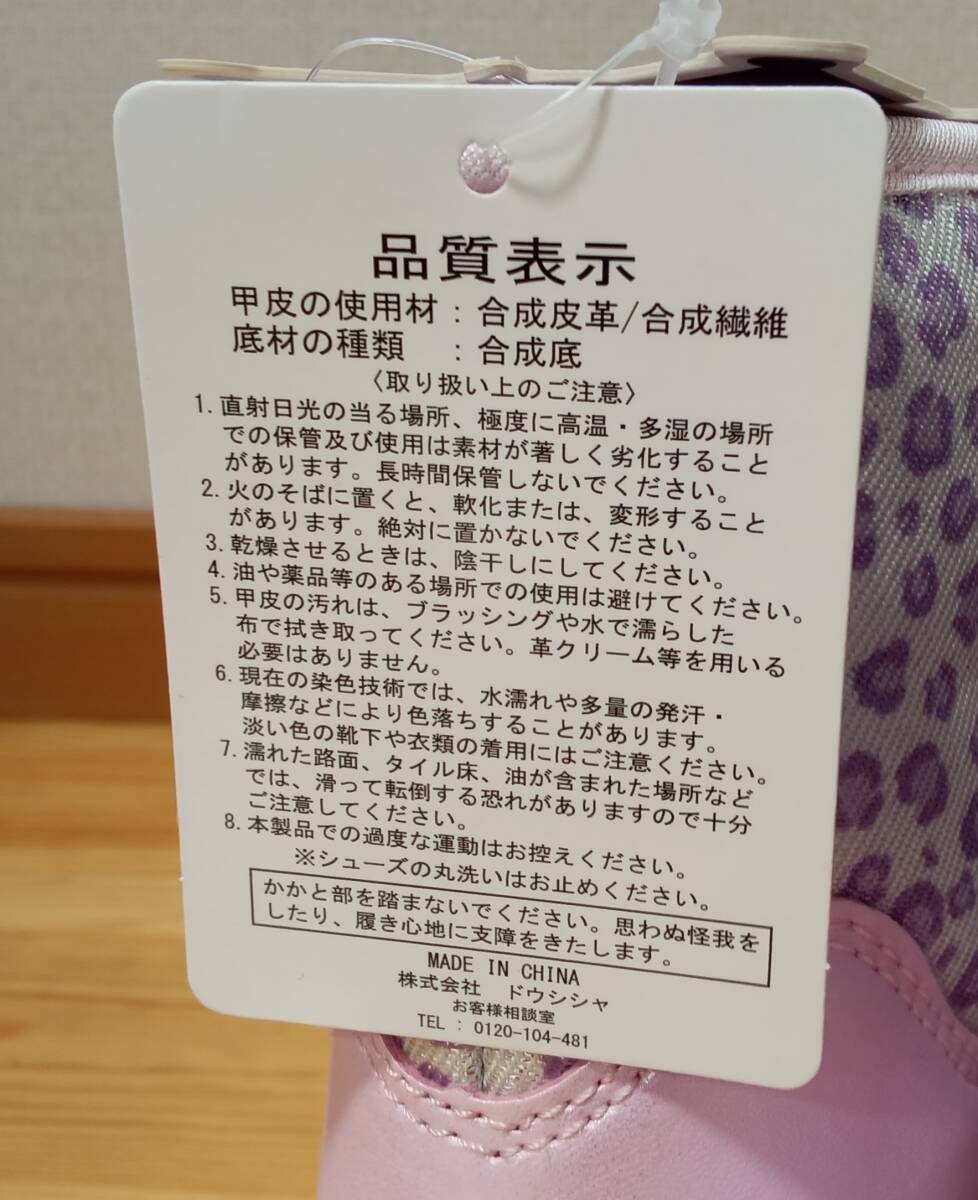 品質表示
甲皮の使用材：合成皮革/合成繊維
底材の種類　：合成底
〈取り扱い上のご注意〉
1. 直射日光の当る場所、極度に高温・多湿の場所
での保管及び使用は素材が著しく劣化すること
があります。長時間保管しないでください。
2. 火のそばに置くと、軟化または、変形すること
があります。絶対に置かないでください。
3. 乾燥させるときは、陰干しにしてください。
4. 油や薬品等のある場所での使用は避けてください。
5. 甲皮の汚れは、ブラッシングや水で濡らした
布で拭き取ってください。革クリーム等を用いる
必要はありません。
6. 現在の染色技術では、水濡れや多量の発汗・
摩擦などにより色落ちすることがあります。
淡い色の靴下や衣類の着用にはご注意ください。
7. 濡れた路面、タイル床、油が含まれた場所など
では、滑って転倒する恐れがありますので十分
ご注意してください。
8. 本製品での過度な運動はお控えください。
※シューズの丸洗いはお止めください。
かかと部を踏まないでください。思わぬ怪我を
したり、履き心地に支障をきたします。
MADE IN CHINA
株式会社　ドウシシャ
お客様相談室
TEL：0120-104-481